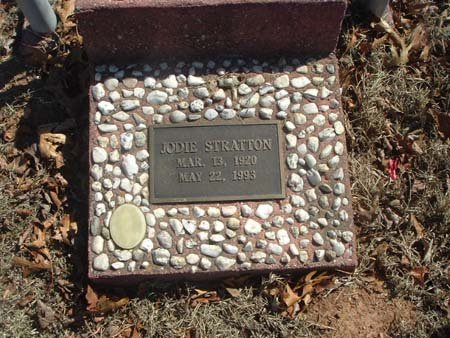 JODIE STRATTON
MAR. 13, 1920
MAY 22, 1993